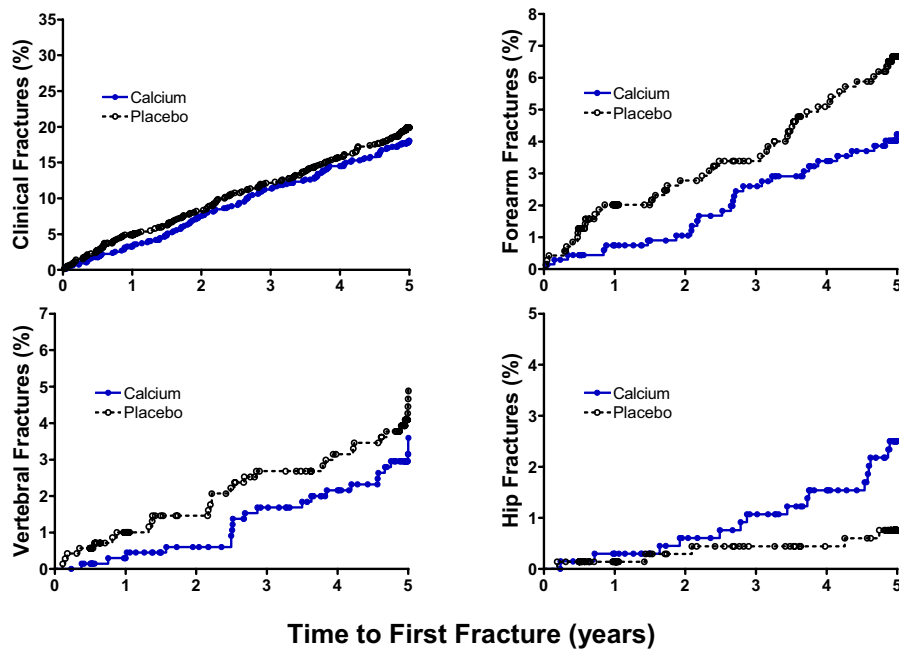 Clinical Fractures (%)
35
30
25
20
15
10
5
0
Calcium
Placebo
0 1 2 3 4 5
Forearm Fractures (%)
8
7
6
5
4
3
2
1
0
Calcium
Placebo
0 1 2 3 4 5
Vertebral Fractures (%)
7
6
5
4
3
2
1
0
Calcium
Placebo
0 1 2 3 4 5
Hip Fractures (%)
5
4
3
2
1
0
Calcium
Placebo
0 1 2 3 4 5
Time to First Fracture (years)